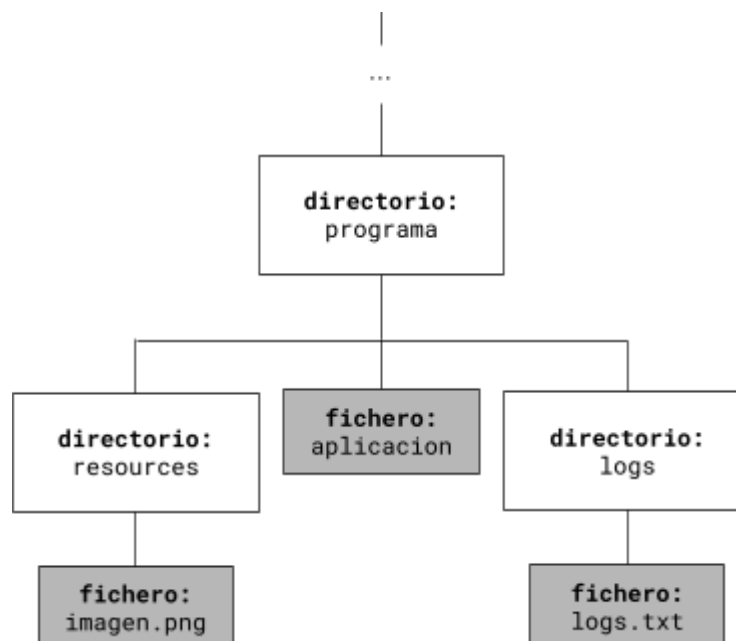 ...
directorio:
programa
directorio:
resources
fichero:
aplicacion
directorio:
logs
fichero:
imagen.png
fichero:
logs.txt